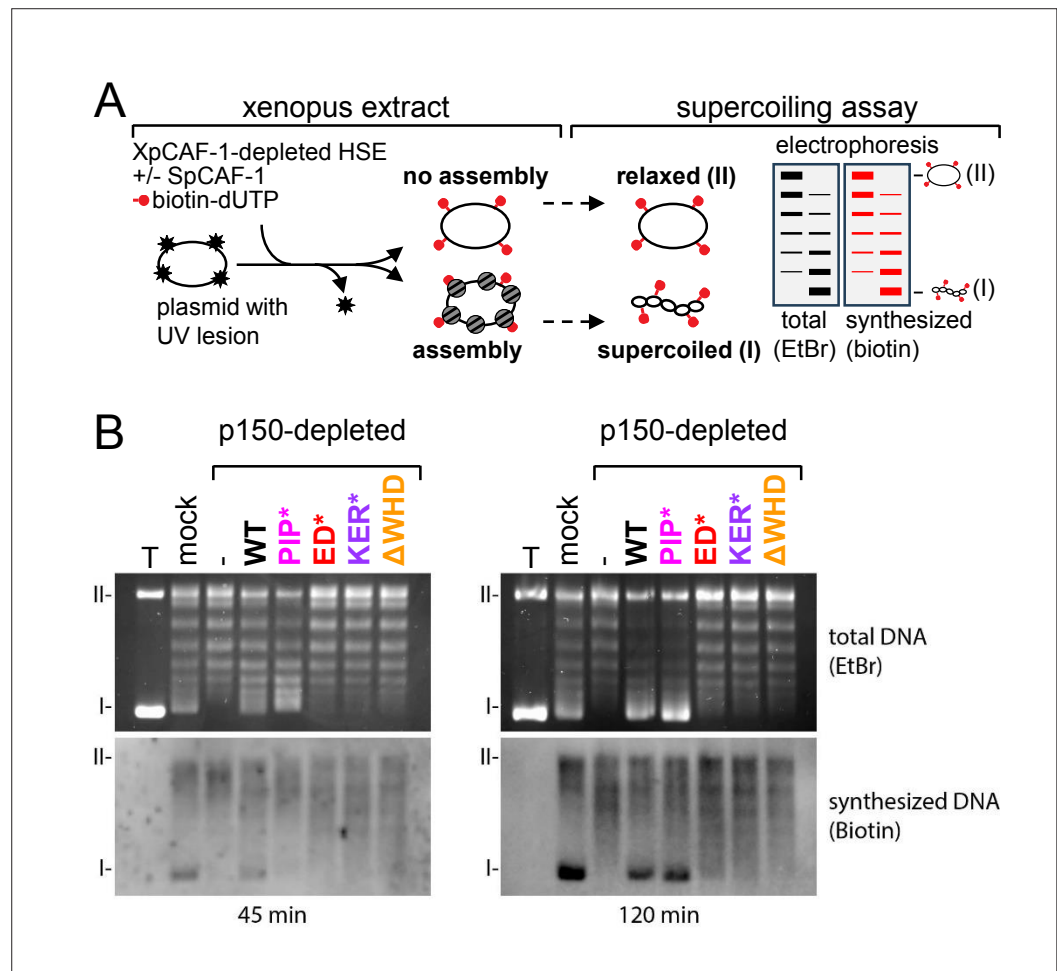 A
xenopus extract
supercoiling assay
XpCAF-1-depleted HSE
+/- SpCAF-1
biotin-dUTP
plasmid with
UV lesion
no assembly
assembly
relaxed (II)
supercoiled (I)
electrophoresis
(II)
(I)
total
(EtBr)
synthesized
(biotin)
B
p150-depleted
T mock - WT PIP* ED* KER* ΔWHD
II-
I-
II-
I-
45 min
p150-depleted
T mock - WT PIP* ED* KER* ΔWHD
II-
I-
total DNA
(EtBr)
II-
I-
synthesized DNA
(Biotin)
120 min